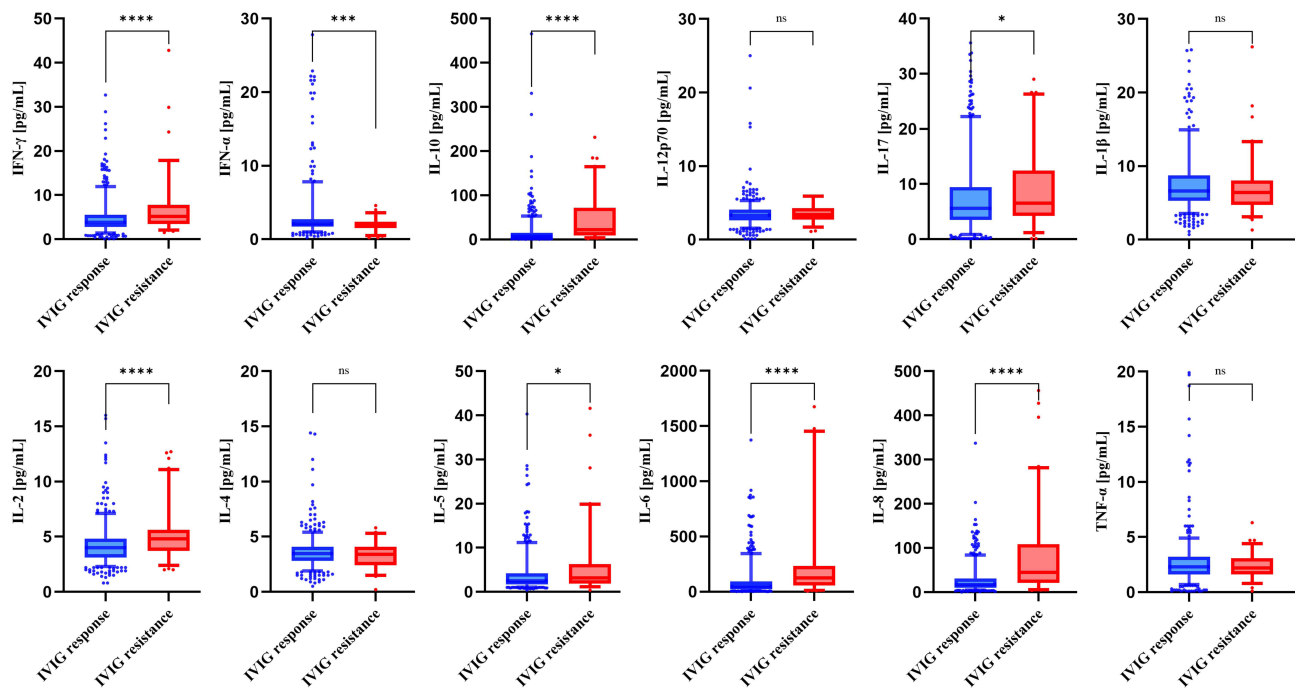 IFN-γ [pg/mL]
50
40
30
20
10
0
****
IVIG response
IVIG resistance
IFN-α [pg/mL]
30
20
10
0
***
IVIG response
IVIG resistance
IL-10 [pg/mL]
500
400
300
200
100
0
****
IVIG response
IVIG resistance
IL-12p70 [pg/mL]
30
20
10
0
ns
IVIG response
IVIG resistance
IL-17 [pg/mL]
40
30
20
10
0
*
IVIG response
IVIG resistance
IL-1β [pg/mL]
30
20
10
0
ns
IVIG response
IVIG resistance
IL-2 [pg/mL]
20
15
10
5
0
****
IVIG response
IVIG resistance
IL-4 [pg/mL]
20
15
10
5
0
ns
IVIG response
IVIG resistance
IL-5 [pg/mL]
50
40
30
20
10
0
*
IVIG response
IVIG resistance
IL-6 [pg/mL]
2000
1500
1000
500
0
****
IVIG response
IVIG resistance
IL-8 [pg/mL]
500
400
300
200
100
0
****
IVIG response
IVIG resistance
TNF-α [pg/mL]
20
15
10
5
0
ns
IVIG response
IVIG resistance